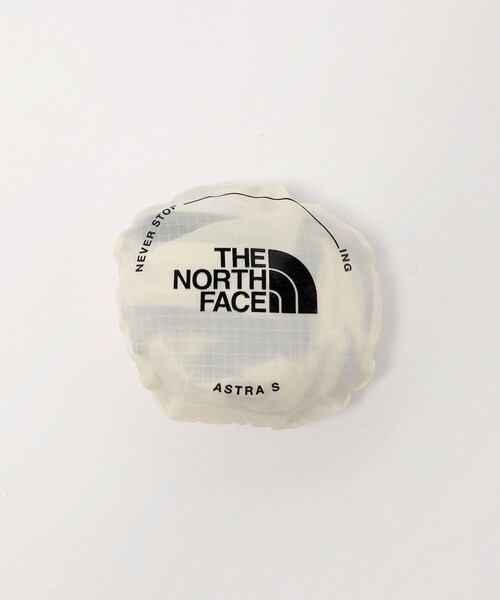 NEVER STOP ING
THE
NORTH
FACE
ASTRA S